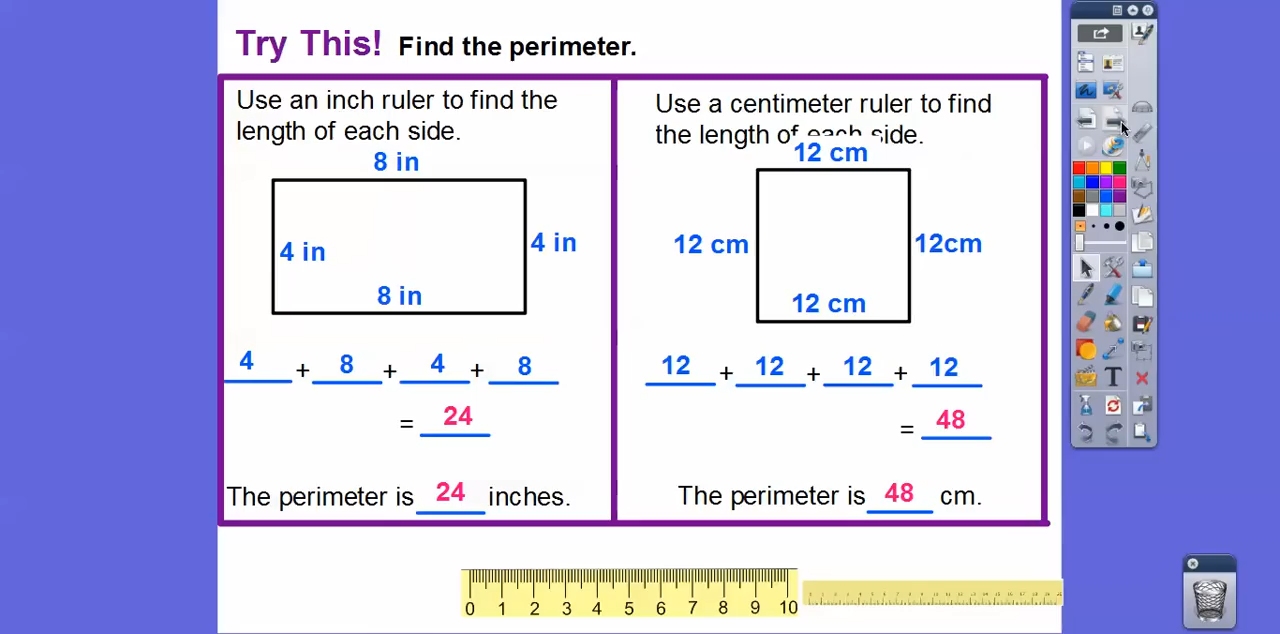 Try This! Find the perimeter.
Use an inch ruler to find the
length of each side.
8 in
4 in
4 in
8 in
4 + 8 + 4 + 8
= 24
The perimeter is 24 inches.
Use a centimeter ruler to find
the length of each side.
12 cm
12 cm
12cm
12 cm
12 + 12 + 12 + 12
= 48
The perimeter is 48 cm.
0 1 2 3 4 5 6 7 8 9 10
T